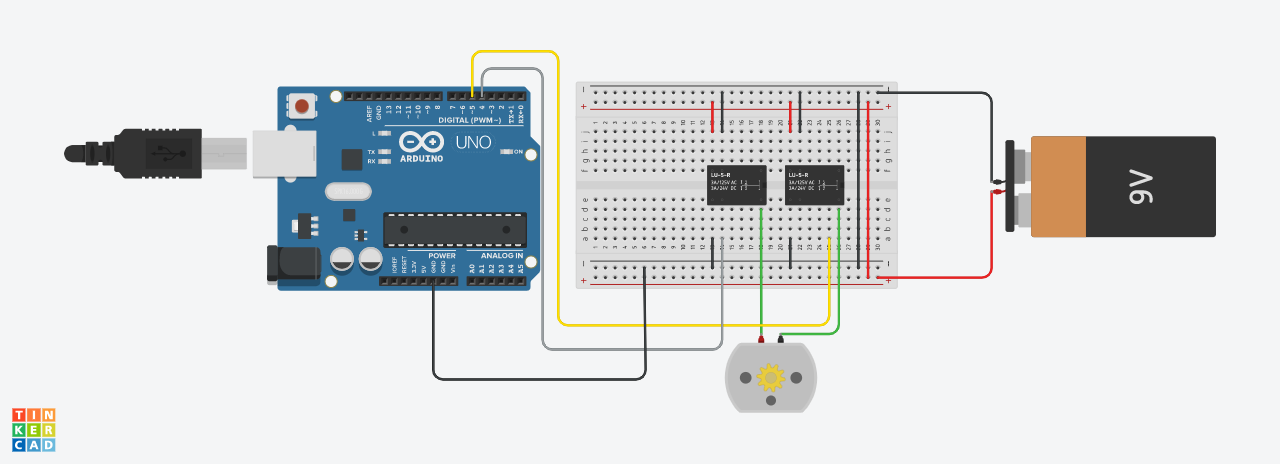 AREF
GND
13
12
~11
~10
~9
8
7
~6
~5
4
~3
2
TX→1
RX←0
DIGITAL (PWM~)
L
TX
RX
UNO
ARDUINO
ON
IOREF
RESET
3.3V
5V
GND
GND
Vin
POWER
ANALOG IN
A0
A1
A2
A3
A4
A5
LU-5-R
3A/125V AC
3A/24V DC
LU-5-R
3A/125V AC
3A/24V DC
9V
TIN
KER
CAD